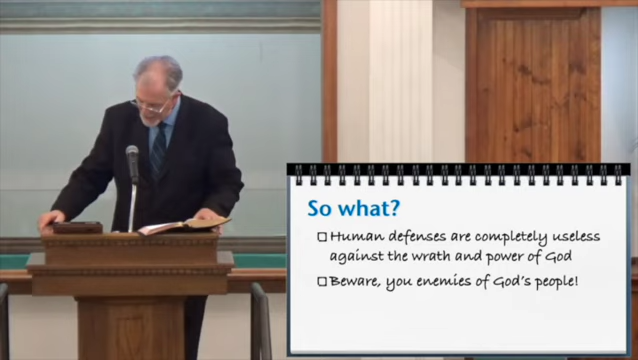 So what?
Human defenses are completely useless
against the wrath and power of God
Beware, you enemies of God's people!